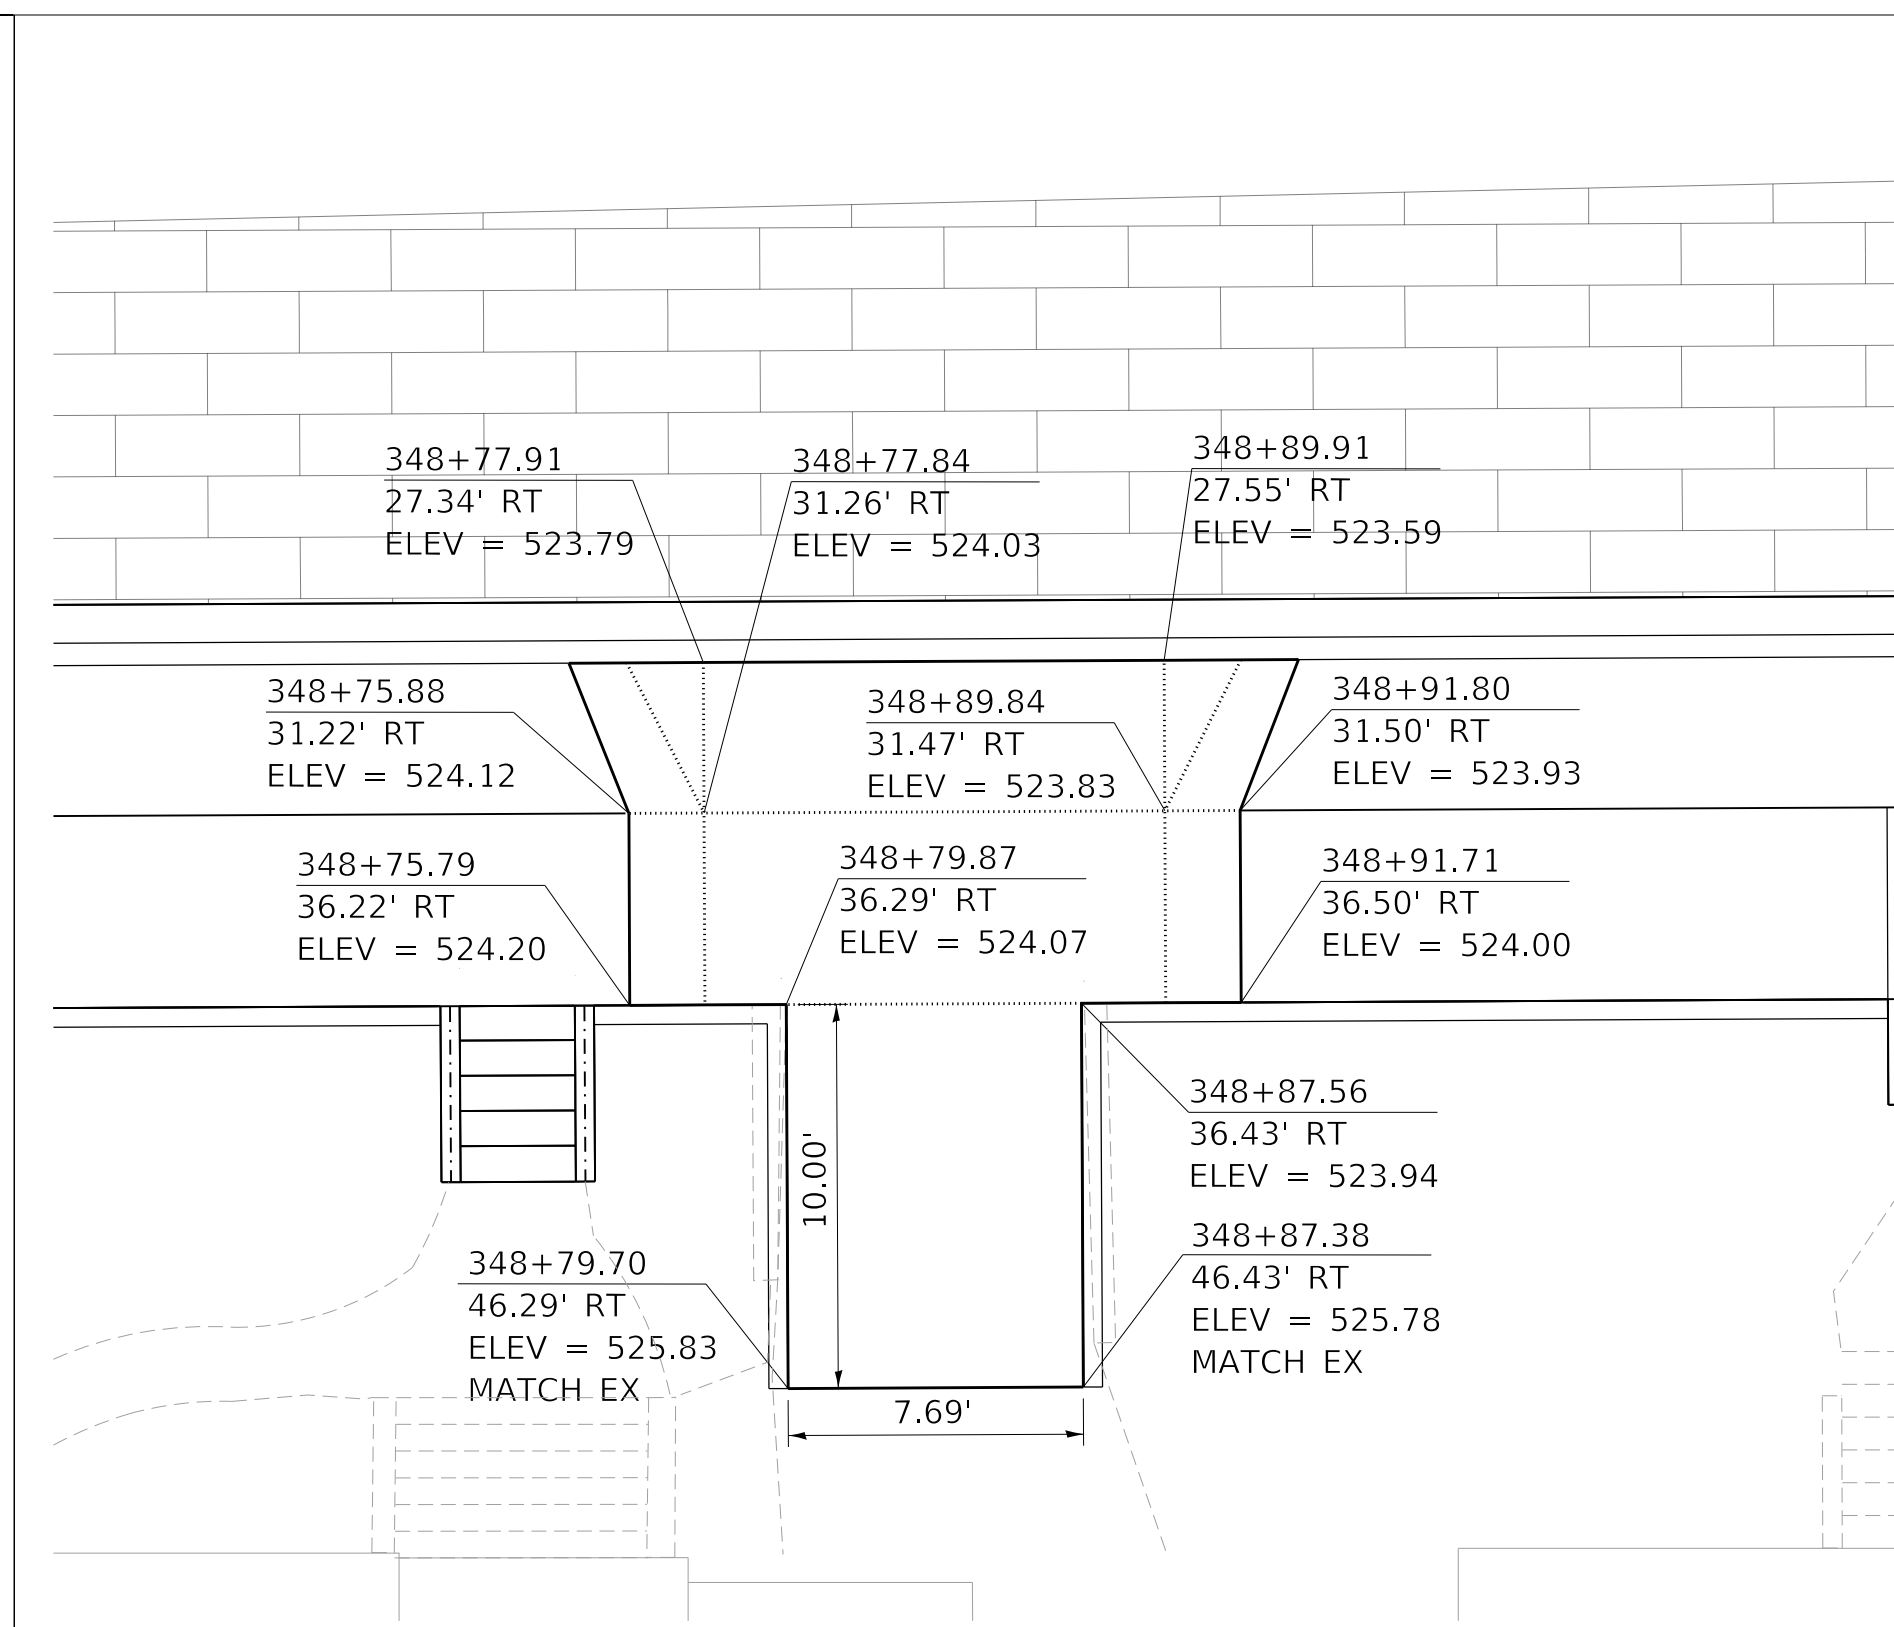 348+77.91
27.34' RT
ELEV = 523.79
348+77.84
31.26' RT
ELEV = 524.03
348+89.91
27.55' RT
ELEV = 523.59
348+75.88
31.22' RT
ELEV = 524.12
348+89.84
31.47' RT
ELEV = 523.83
348+91.80
31.50' RT
ELEV = 523.93
348+75.79
36.22' RT
ELEV = 524.20
348+79.87
36.29' RT
ELEV = 524.07
348+91.71
36.50' RT
ELEV = 524.00
10.00'
348+87.56
36.43' RT
ELEV = 523.94
348+79.70
46.29' RT
ELEV = 525.83
MATCH EX
348+87.38
46.43' RT
ELEV = 525.78
MATCH EX
7.69'